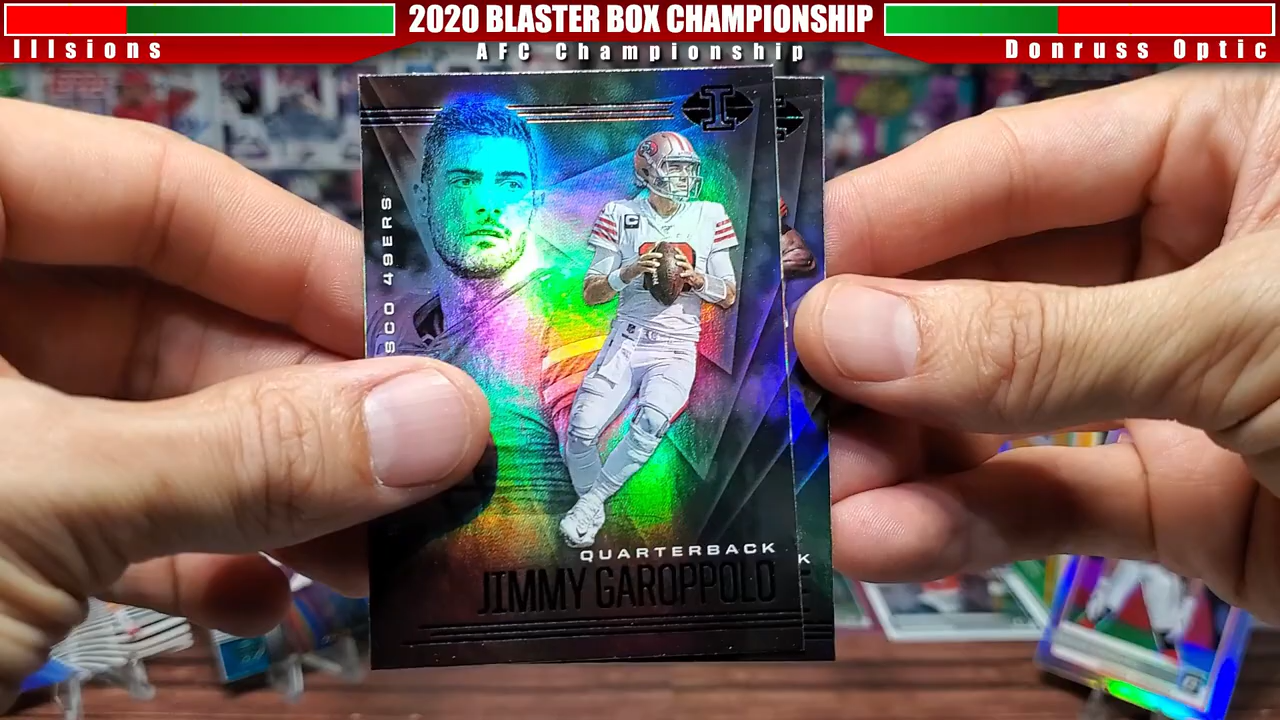 2020 BLASTER BOX CHAMPIONSHIP
Illsions
AFC Championship
Donruss Optic
I
SCO 49ERS
C
QUARTERBACK
K
JIMMY GAROPPOLO